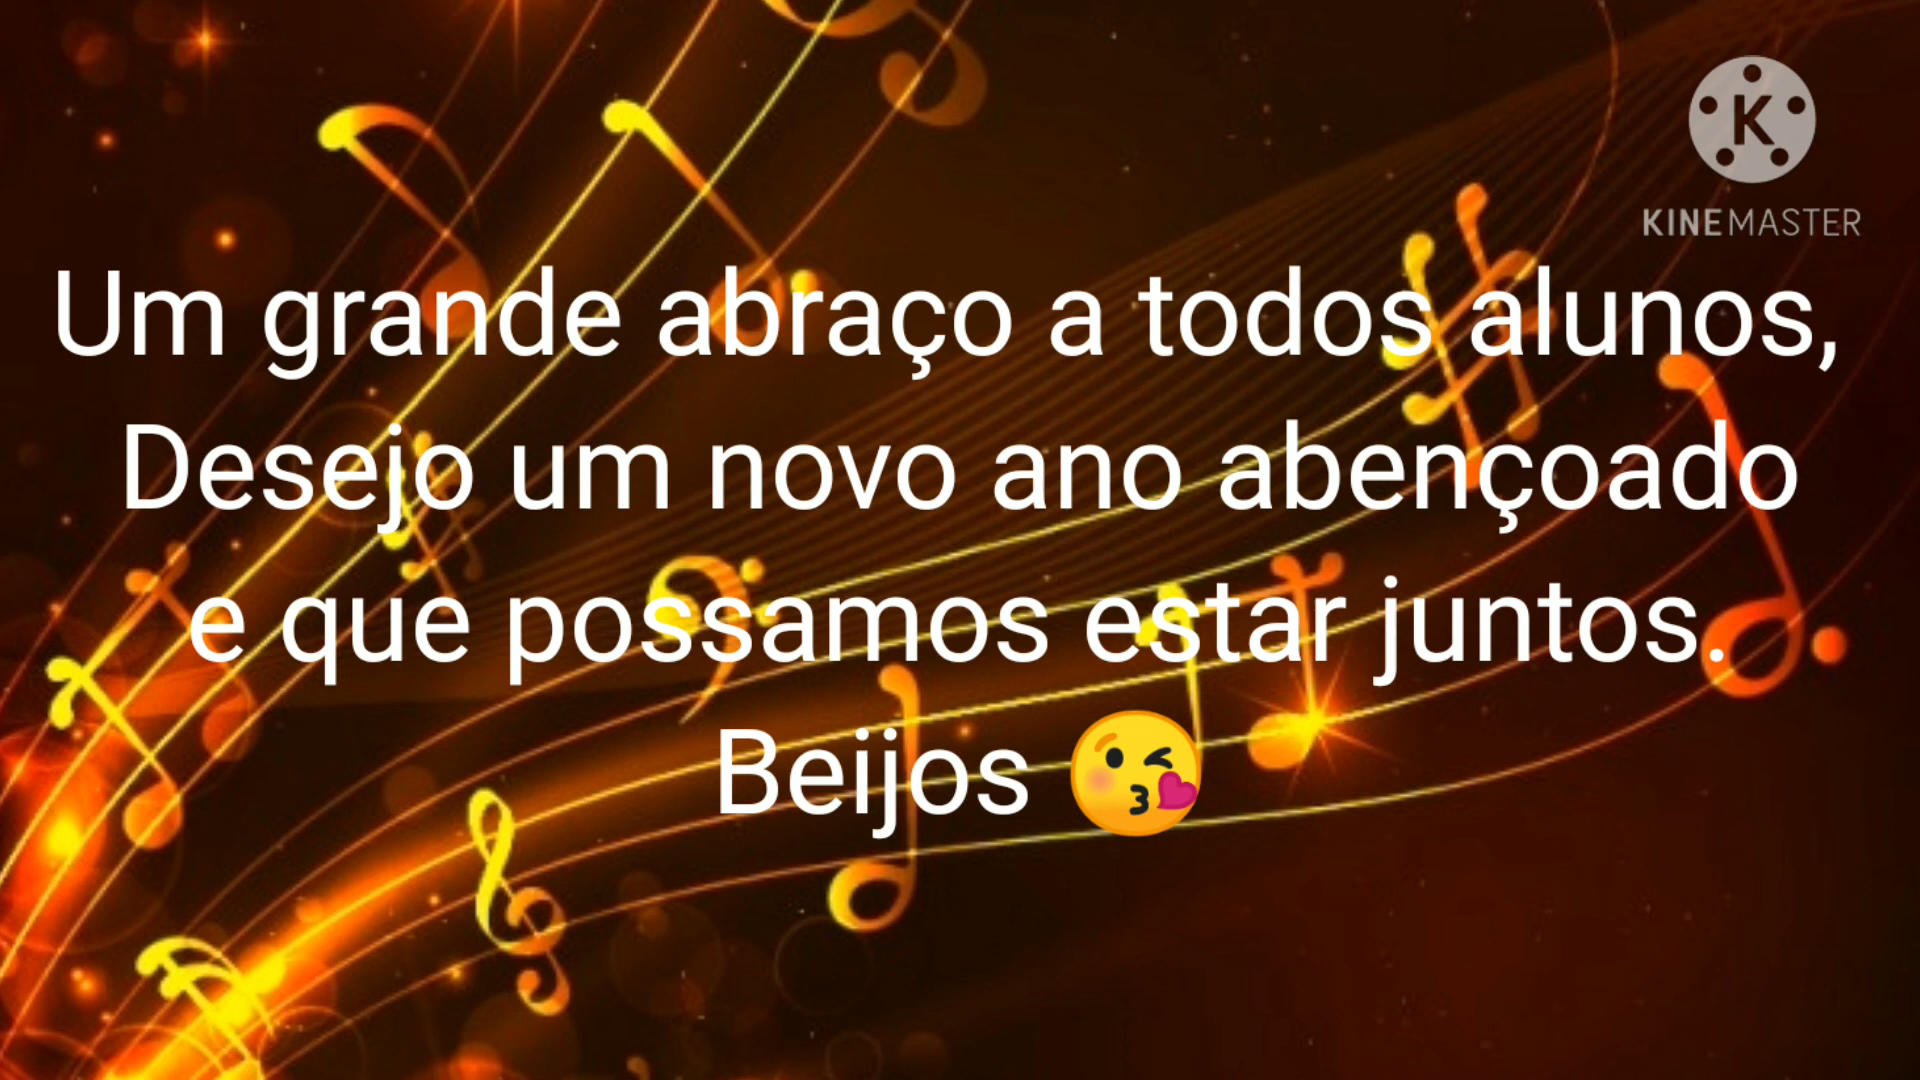 K
KINEMASTER
Um grande abraço a todos alunos,
Desejo um novo ano abençoado
e que possamos estar juntos.
Beijos 😘